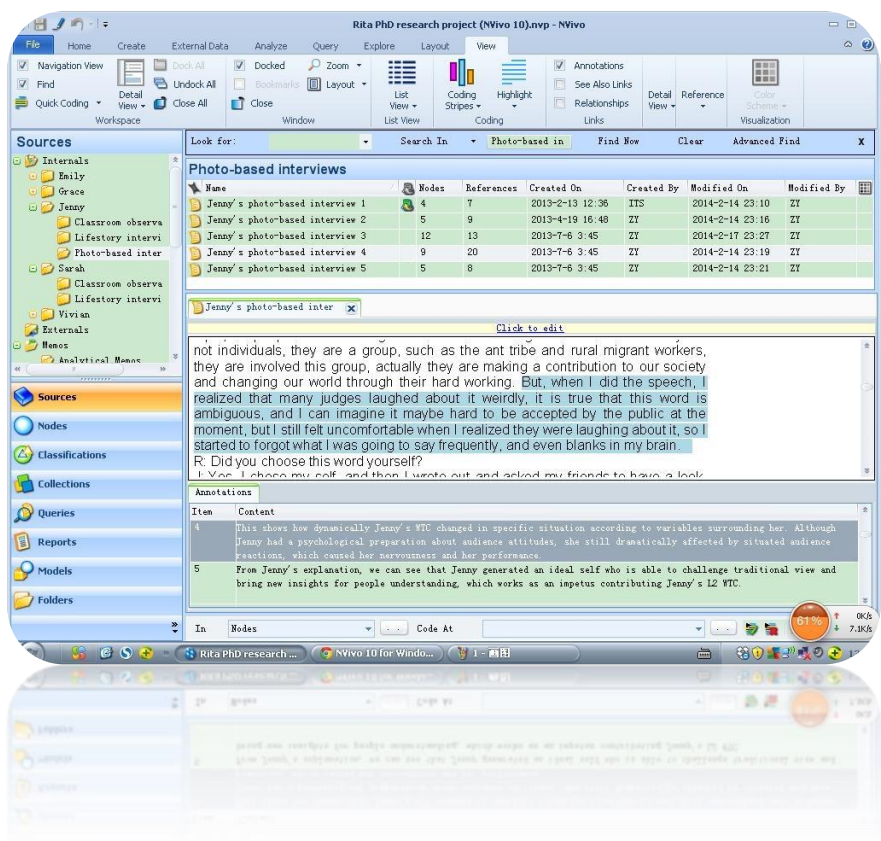 Rita PhD research project (NVivo 10).nvp - NVivo
File Home Create External Data Analyze Query Explore Layout View
Navigation View
Find
Quick Coding
Detail View
Dock All
Undock All
Close All
Workspace
Docked
Bookmarks
Close
Zoom
Layout
Window
List View
List View
Coding Stripes
Highlight
Coding
Annotations
See Also Links
Relationships
Links
Detail View
Reference
Color Scheme
Visualization
Sources
Internals
Emily
Grace
Jenny
Classroom observa
Lifestory intervi
Photo-based inter
Sarah
Classroom observa
Lifestory intervi
Vivian
Externals
Memos
Analytical Memos
Sources
Nodes
Classifications
Collections
Queries
Reports
Models
Folders
Look for: Search In Photo-based in Find Now Clear Advanced Find X
Photo-based interviews
Name Nodes References Created On Created By Modified On Modified By
Jenny's photo-based interview 1 4 7 2013-2-13 12:36 ITS 2014-2-14 23:10 ZY
Jenny's photo-based interview 2 5 9 2013-4-19 16:48 ZY 2014-2-14 23:16 ZY
Jenny's photo-based interview 3 12 13 2013-7-6 3:45 ZY 2014-2-17 23:27 ZY
Jenny's photo-based interview 4 9 20 2013-7-6 3:45 ZY 2014-2-14 23:19 ZY
Jenny's photo-based interview 5 5 8 2013-7-6 3:45 ZY 2014-2-14 23:21 ZY
Jenny's photo-based inter
Click to edit
not individuals, they are a group, such as the ant tribe and rural migrant workers,
they are involved this group, actually they are making a contribution to our society
and changing our world through their hard working. But, when I did the speech, I
realized that many judges laughed about it weirdly, it is true that this word is
ambiguous, and I can imagine it maybe hard to be accepted by the public at the
moment, but I still felt uncomfortable when I realized they were laughing about it, so I
started to forgot what I was going to say frequently, and even blanks in my brain.
R: Did you choose this word yourself?
J: Yes, I chose my self, and then I wrote out, and asked my friends to have a look
Annotations
Item Content
4 This shows how dynamically Jenny's WTC changed in specific situation according to variables surrounding her. Although
Jenny had a psychological preparation about audience attitudes, she still dramatically affected by situated audience
reactions, which caused her nervousness and her performance.
5 From Jenny's explanation, we can see that Jenny generated an ideal self who is able to challenge traditional view and
bring new insights for people understanding, which works as an impetus contributing Jenny's L2 WTC.
In Nodes Code At
61%
0K/s
7.1K/s
Rita PhD research ... NVivo 10 for Windo... 1 - 画图